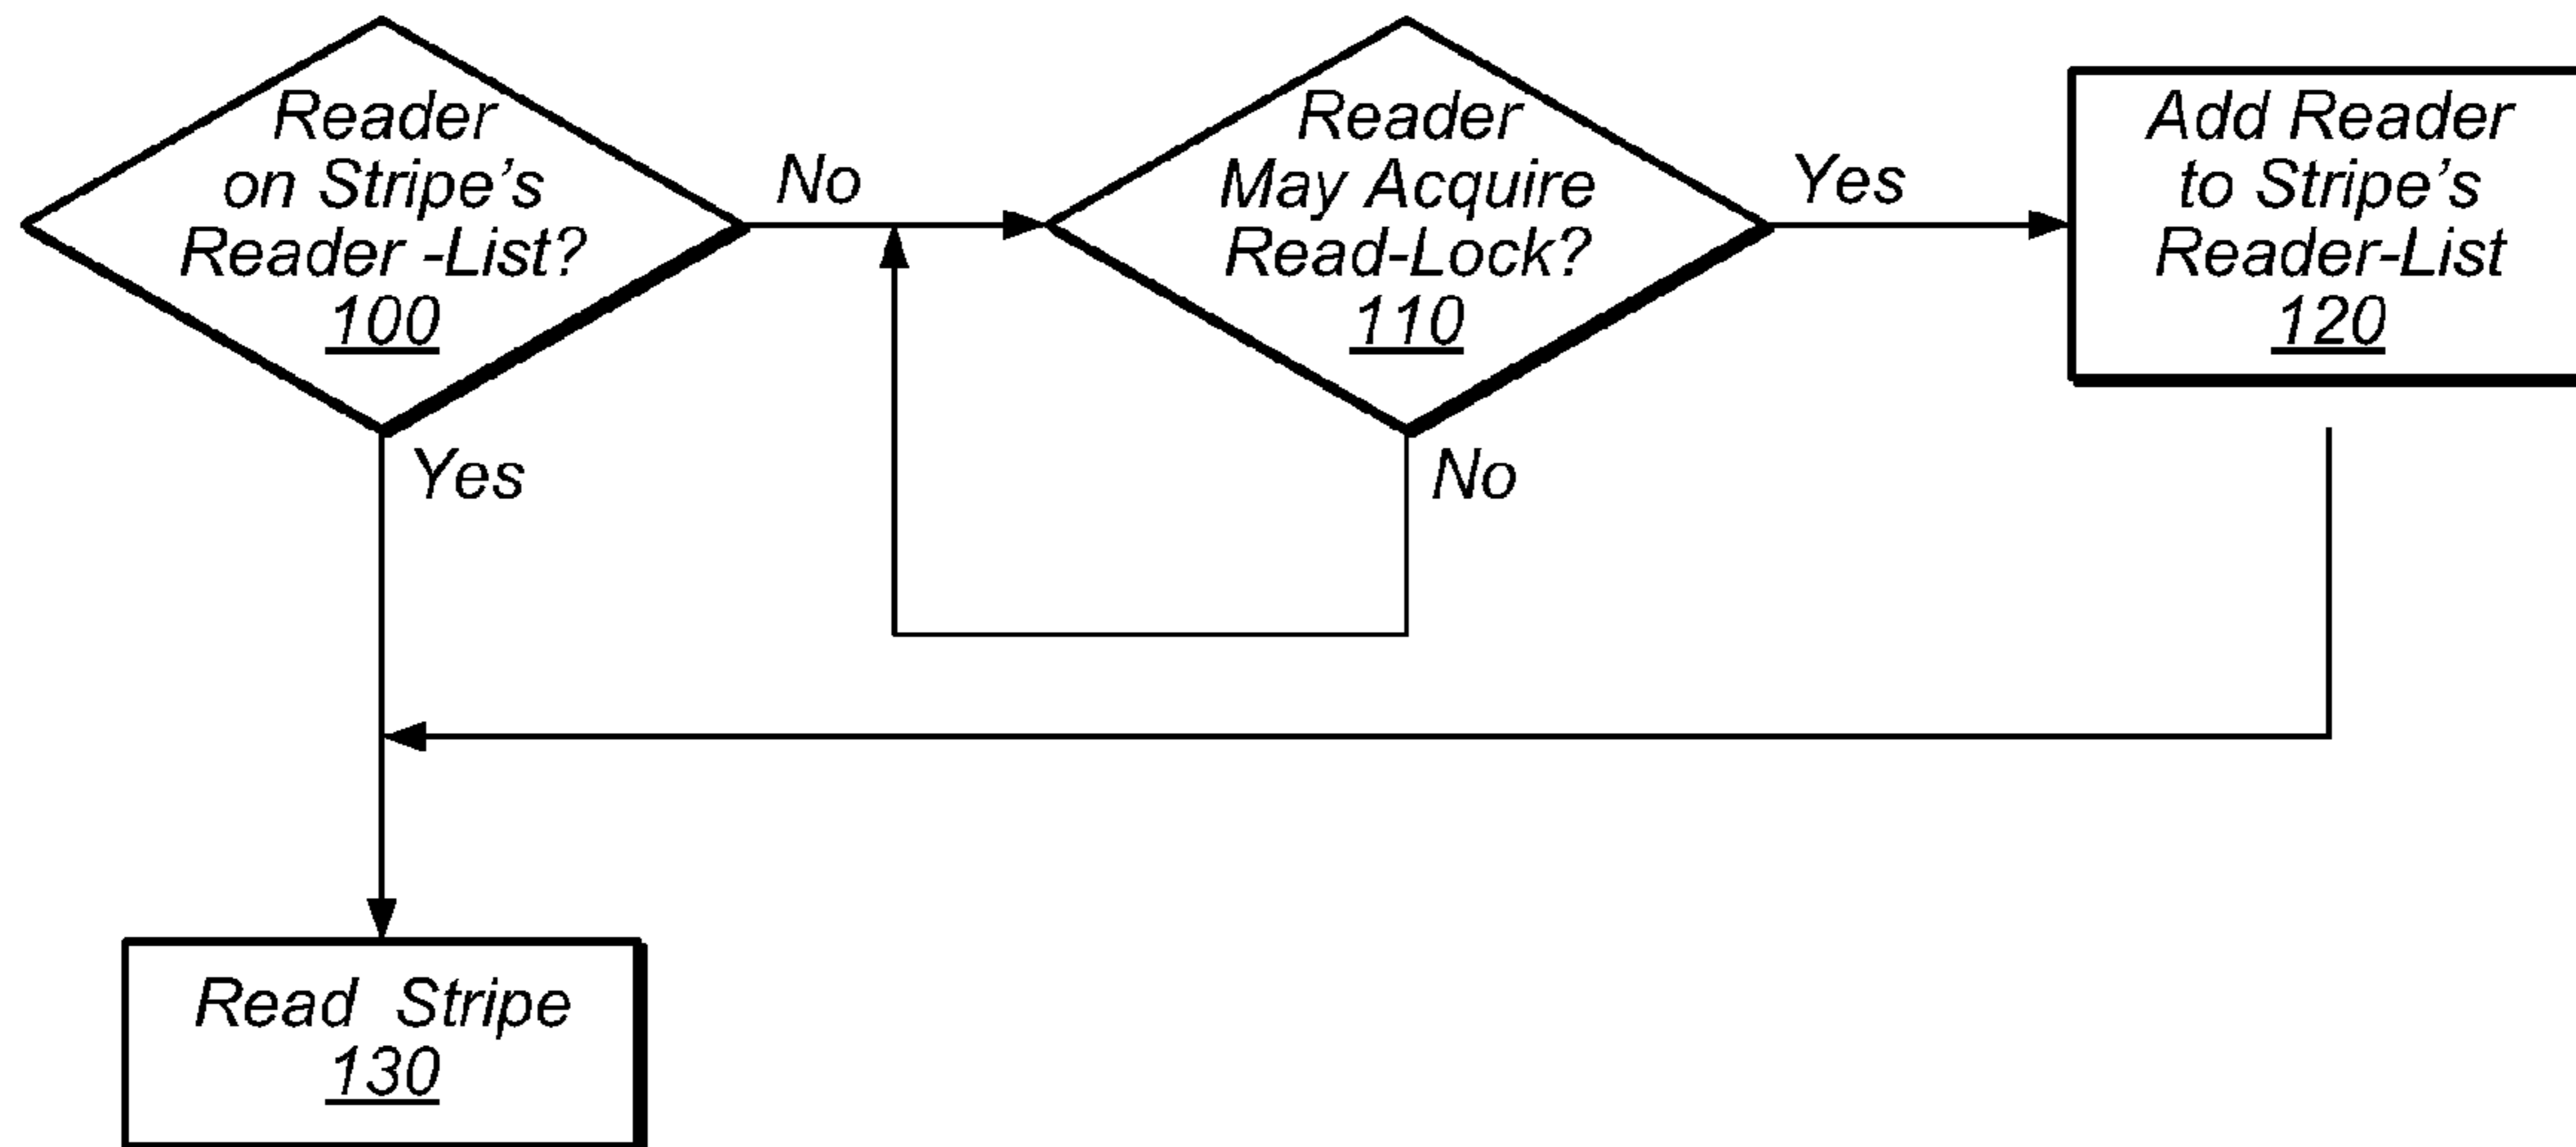 Reader
on Stripe's
Reader -List?
100
No
Reader
May Acquire
Read-Lock?
110
Yes
Add Reader
to Stripe's
Reader-List
120
Yes
No
Read Stripe
130